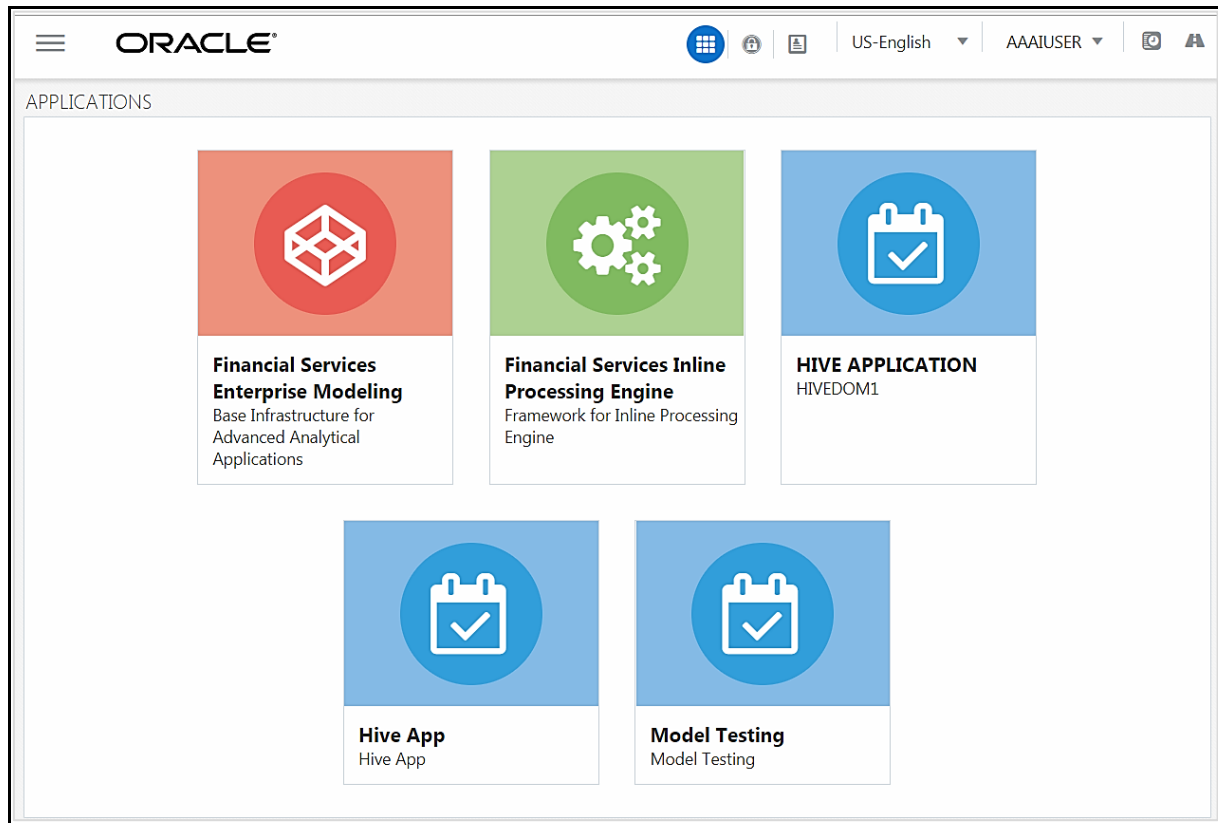 ORACLE®
US-English
AAAIUSER
APPLICATIONS
Financial Services
Enterprise Modeling
Base Infrastructure for
Advanced Analytical
Applications
Financial Services Inline
Processing Engine
Framework for Inline Processing
Engine
HIVE APPLICATION
HIVEDOM1
Hive App
Hive App
Model Testing
Model Testing